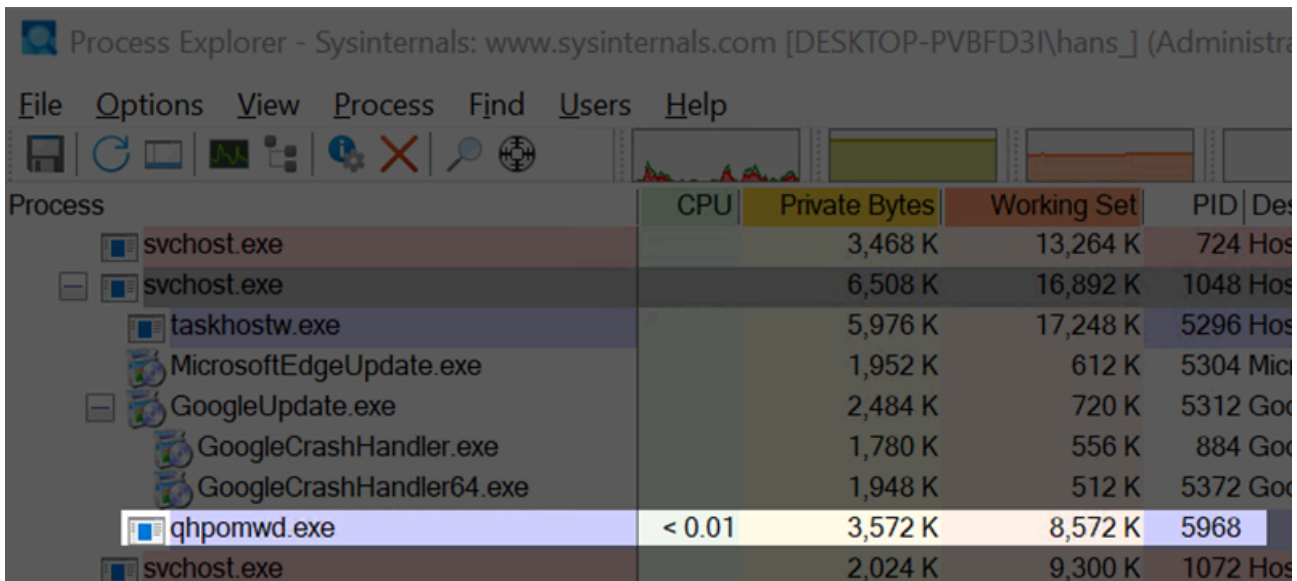 Process Explorer - Sysinternals: www.sysinternals.com [DESKTOP-PVBFD3I\hans_] (Administra
File Options View Process Find Users Help
Process CPU Private Bytes Working Set PID Des
svchost.exe 3,468 K 13,264 K 724 Hos
svchost.exe 6,508 K 16,892 K 1048 Hos
taskhostw.exe 5,976 K 17,248 K 5296 Hos
MicrosoftEdgeUpdate.exe 1,952 K 612 K 5304 Micr
GoogleUpdate.exe 2,484 K 720 K 5312 Goo
GoogleCrashHandler.exe 1,780 K 556 K 884 Goo
GoogleCrashHandler64.exe 1,948 K 512 K 5372 Goo
qhpomwd.exe < 0.01 3,572 K 8,572 K 5968
svchost.exe 2,024 K 9,300 K 1072 Hos